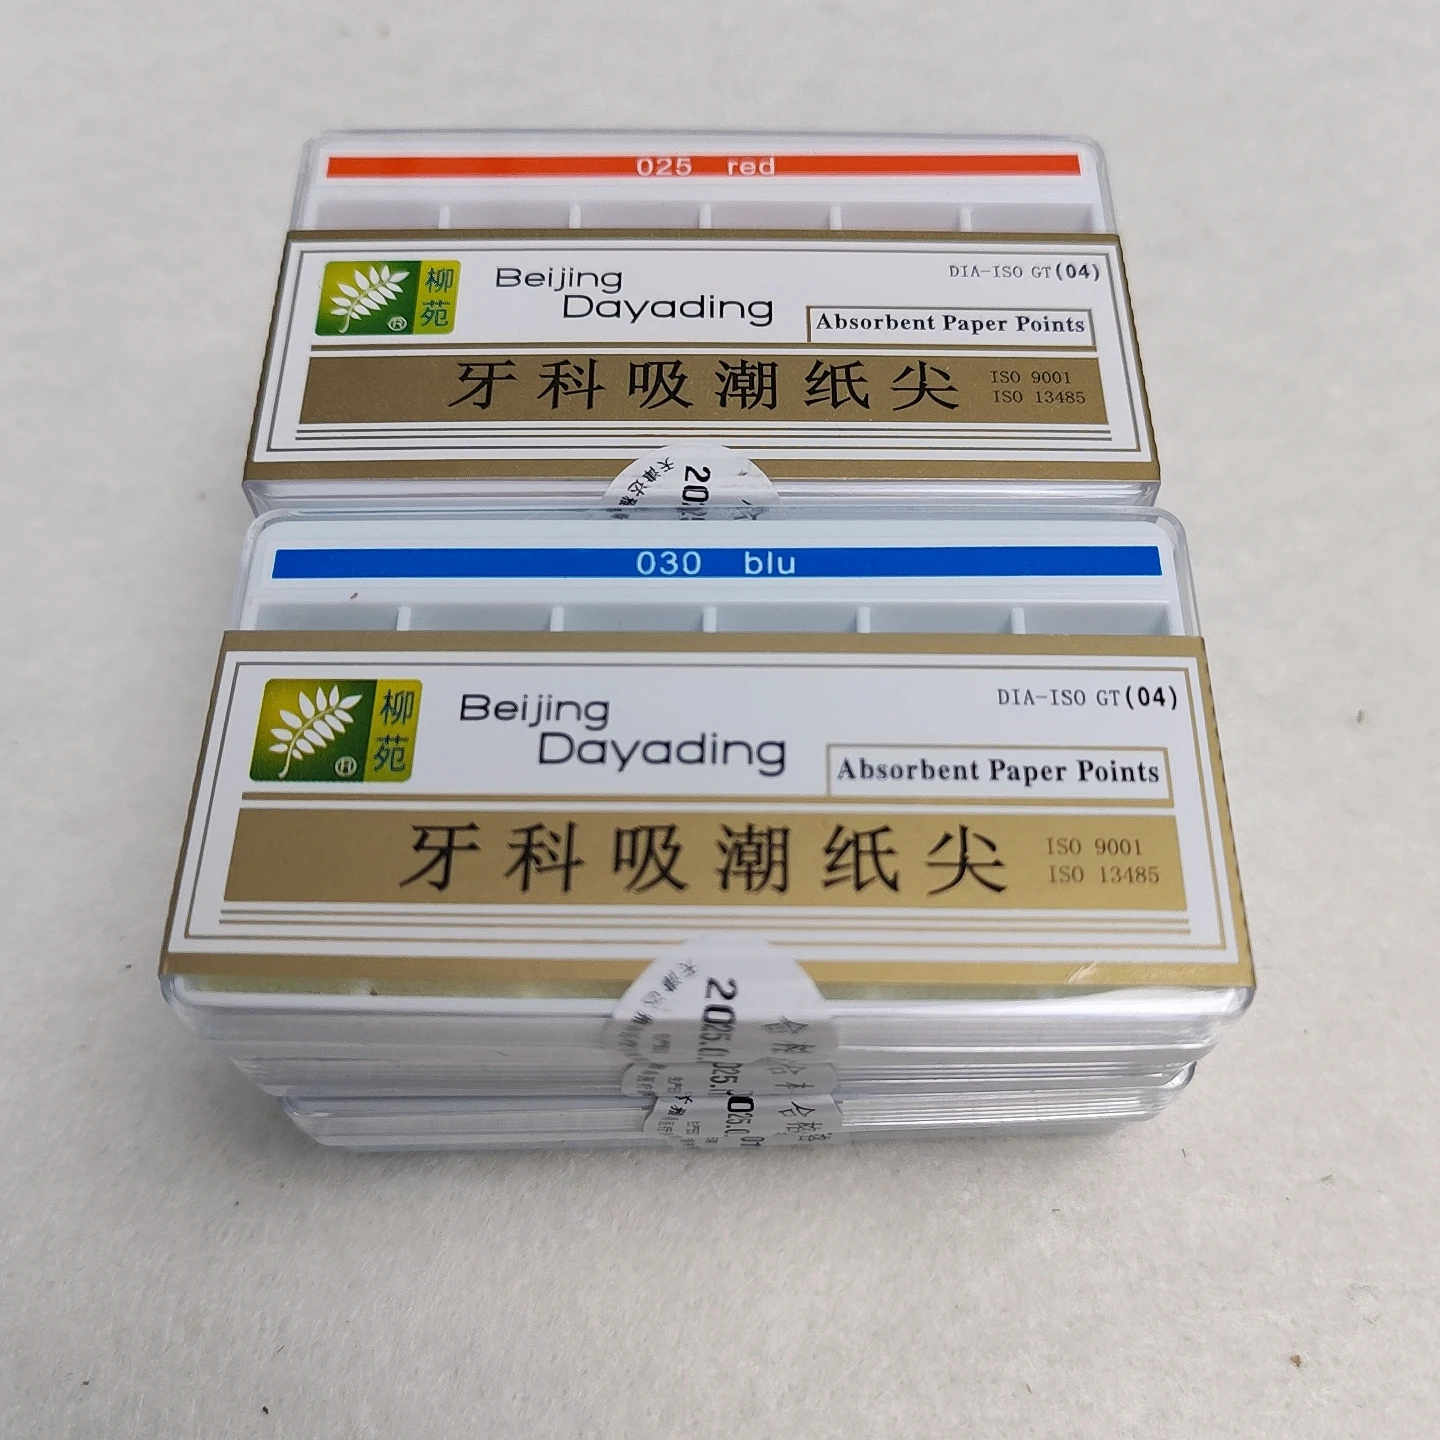 025 red
柳苑
®
Beijing
Dayading
DIA-ISO GT(04)
Absorbent Paper Points
牙科吸潮纸尖
ISO 9001
ISO 13485
030 blu
柳苑
®
Beijing
Dayading
DIA-ISO GT(04)
Absorbent Paper Points
牙科吸潮纸尖
ISO 9001
ISO 13485